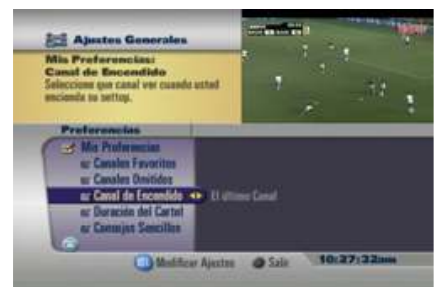 Ajustes Generales
Mis Preferencias:
Canal de Encendido
Seleccione que canal ver cuando usted
encienda su settop.
Preferencias
Mis Preferencias
Canales Favoritos
Canales Omitidos
Canal de Encendido
El último Canal
Duración del Cartel
Consejos Sencillos
Modificar Ajustes
Salir
10:27:32am